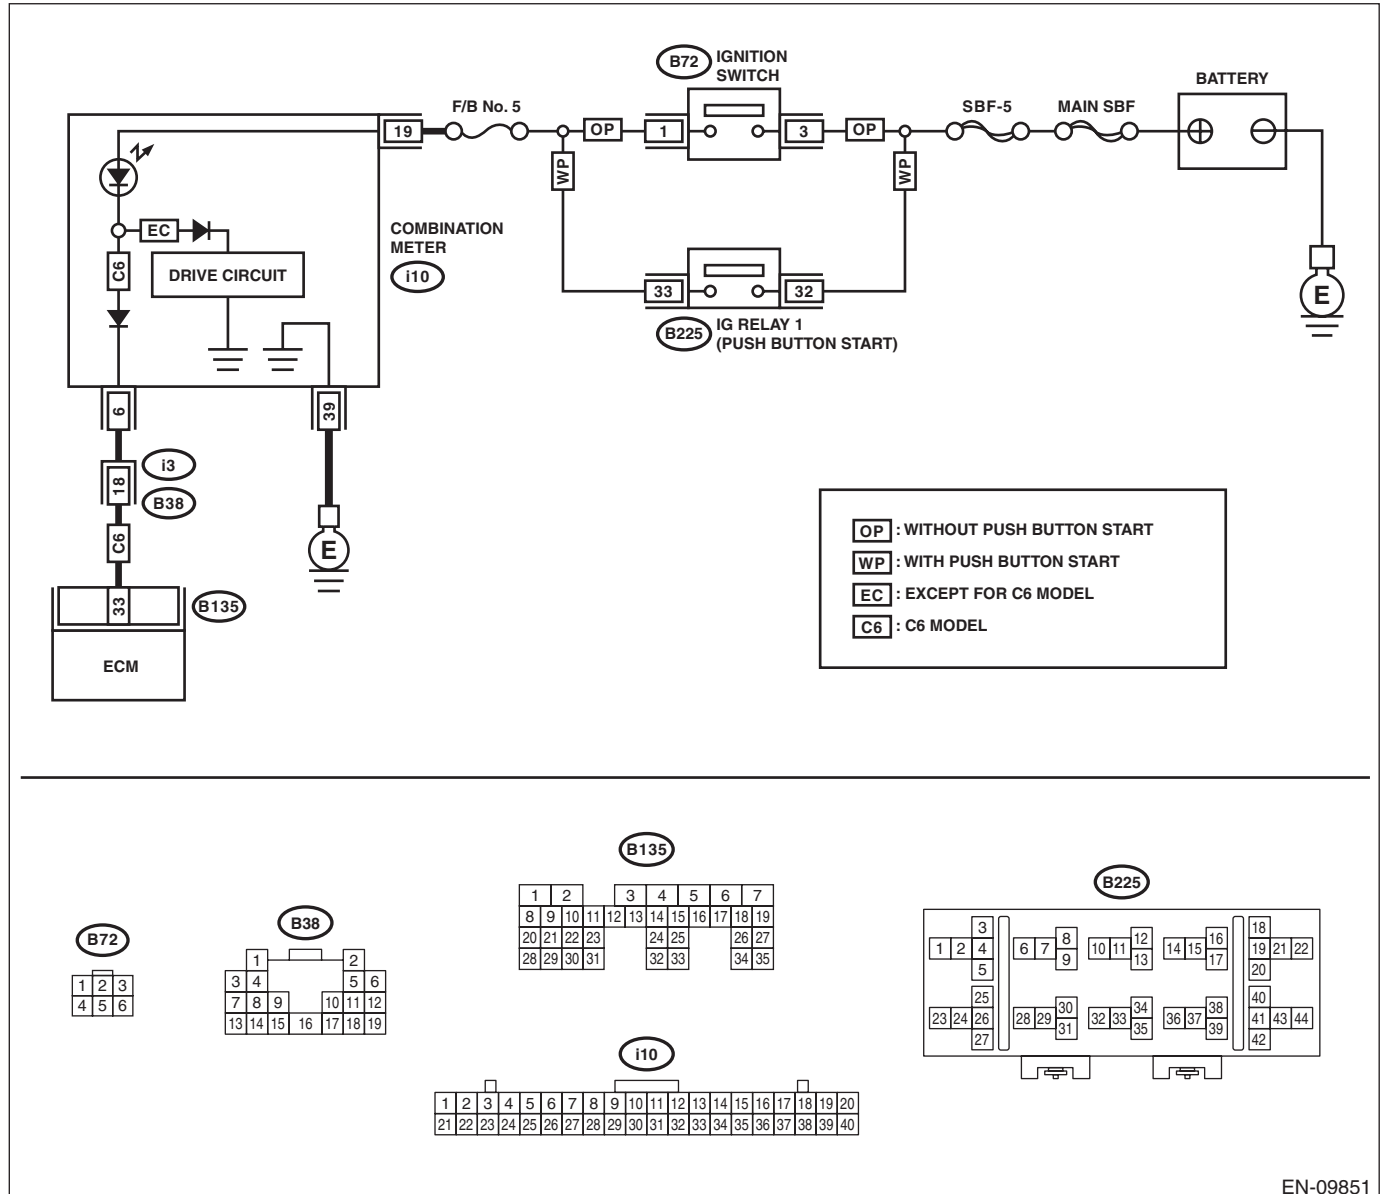 B72
IGNITION
SWITCH
BATTERY
F/B No. 5
SBF-5
MAIN SBF
19
OP
1
3
OP
WP
WP
EC
COMBINATION
METER
C6
DRIVE CIRCUIT
i10
33
32
E
B225
IG RELAY 1
(PUSH BUTTON START)
6
39
i3
18
B38
OP : WITHOUT PUSH BUTTON START
C6
E
WP : WITH PUSH BUTTON START
EC : EXCEPT FOR C6 MODEL
33
B135
C6 : C6 MODEL
ECM
B72
1 2 3
4 5 6
B38
1 2
3 4 5 6
7 8 9 10 11 12
13 14 15 16 17 18 19
B135
1 2 3 4 5 6 7
8 9 10 11 12 13 14 15 16 17 18 19
20 21 22 23 24 25 26 27
28 29 30 31 32 33 34 35
B225
3 8 12 16 18
1 2 4 6 7 10 11 14 15 19 21 22
5 9 13 17 20
25 30 34 38 40
23 24 26 28 29 32 33 36 37 41 43 44
27 31 35 39 42
i10
1 2 3 4 5 6 7 8 9 10 11 12 13 14 15 16 17 18 19 20
21 22 23 24 25 26 27 28 29 30 31 32 33 34 35 36 37 38 39 40
EN-09851